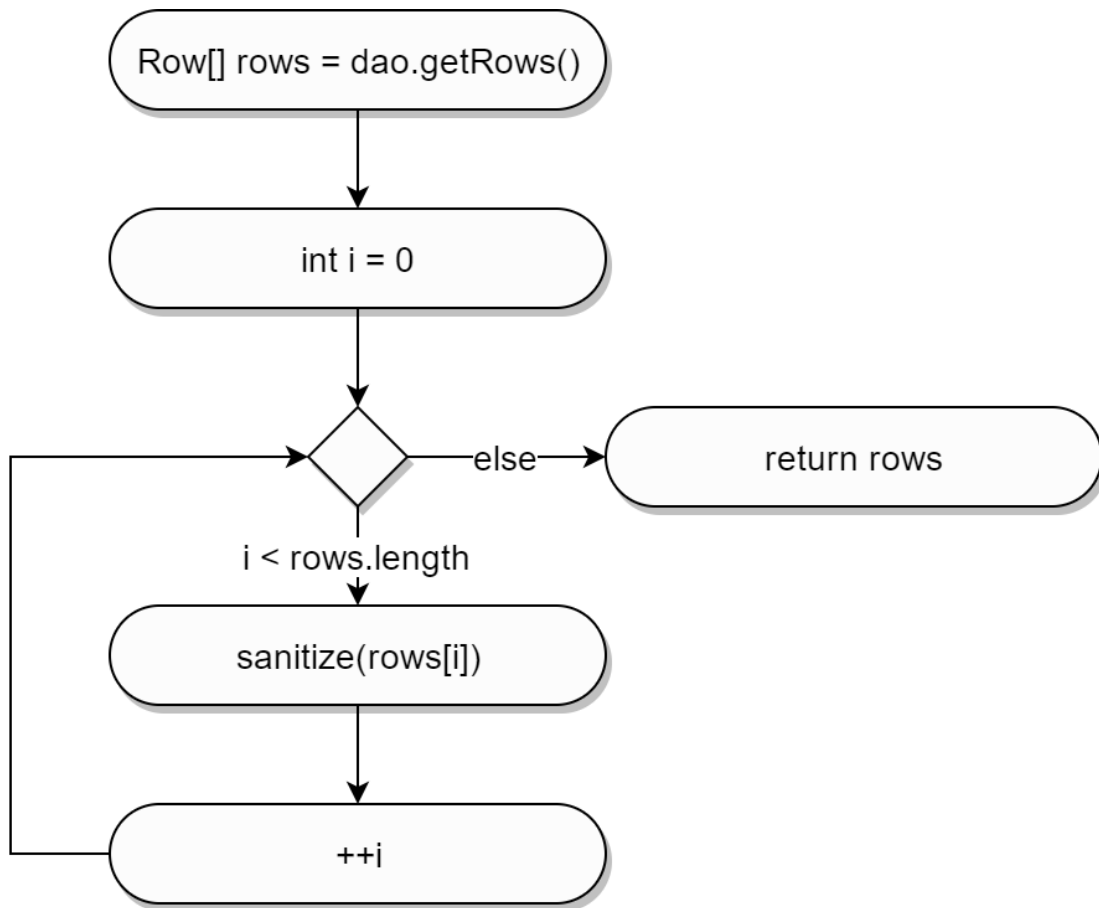 Row[] rows = dao.getRows()
int i = 0
else
return rows
i < rows.length
sanitize(rows[i])
++i